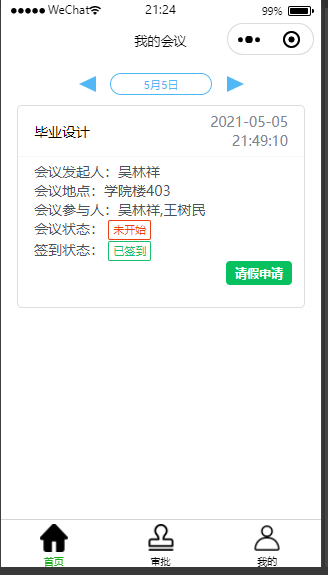 WeChat 21:24 99%
我的会议
5月5日
毕业设计 2021-05-05
21:49:10
会议发起人：吴林祥
会议地点：学院楼403
会议参与人：吴林祥,王树民
会议状态：未开始
签到状态：已签到
请假申请
首页 审批 我的